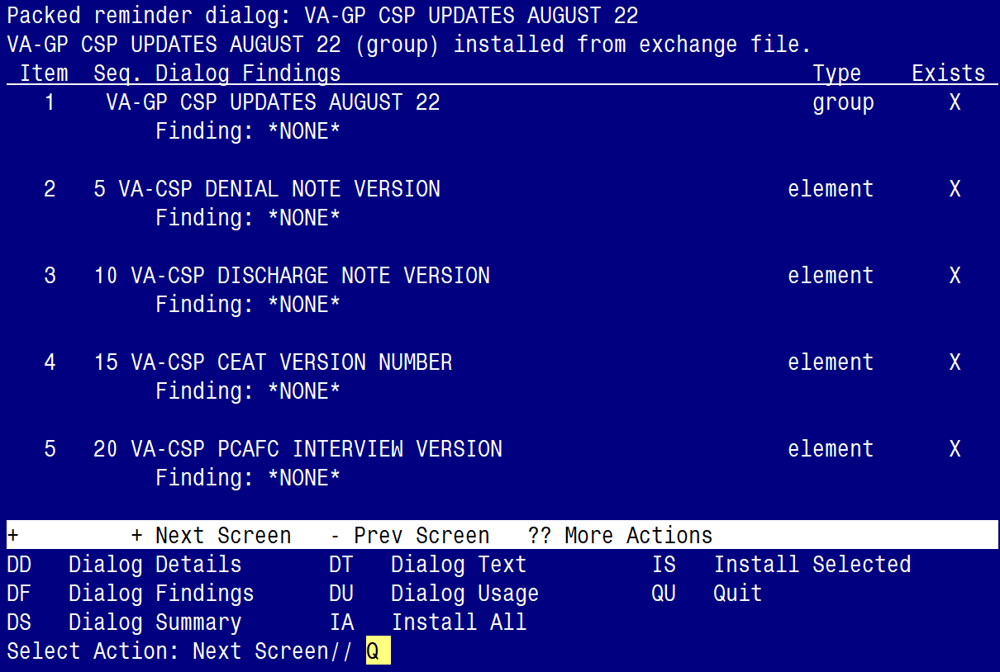 Packed reminder dialog: VA-GP CSP UPDATES AUGUST 22
VA-GP CSP UPDATES AUGUST 22 (group) installed from exchange file.
Item  Seq. Dialog Findings                                      Type    Exists
1     VA-GP CSP UPDATES AUGUST 22                              group      X
Finding: *NONE*
2   5 VA-CSP DENIAL NOTE VERSION                            element      X
Finding: *NONE*
3   10 VA-CSP DISCHARGE NOTE VERSION                        element      X
Finding: *NONE*
4   15 VA-CSP CEAT VERSION NUMBER                           element      X
Finding: *NONE*
5   20 VA-CSP PCAFC INTERVIEW VERSION                       element      X
Finding: *NONE*
+         + Next Screen   - Prev Screen   ?? More Actions
DD   Dialog Details       DT   Dialog Text          IS   Install Selected
DF   Dialog Findings      DU   Dialog Usage         QU   Quit
DS   Dialog Summary       IA   Install All
Select Action: Next Screen// Q